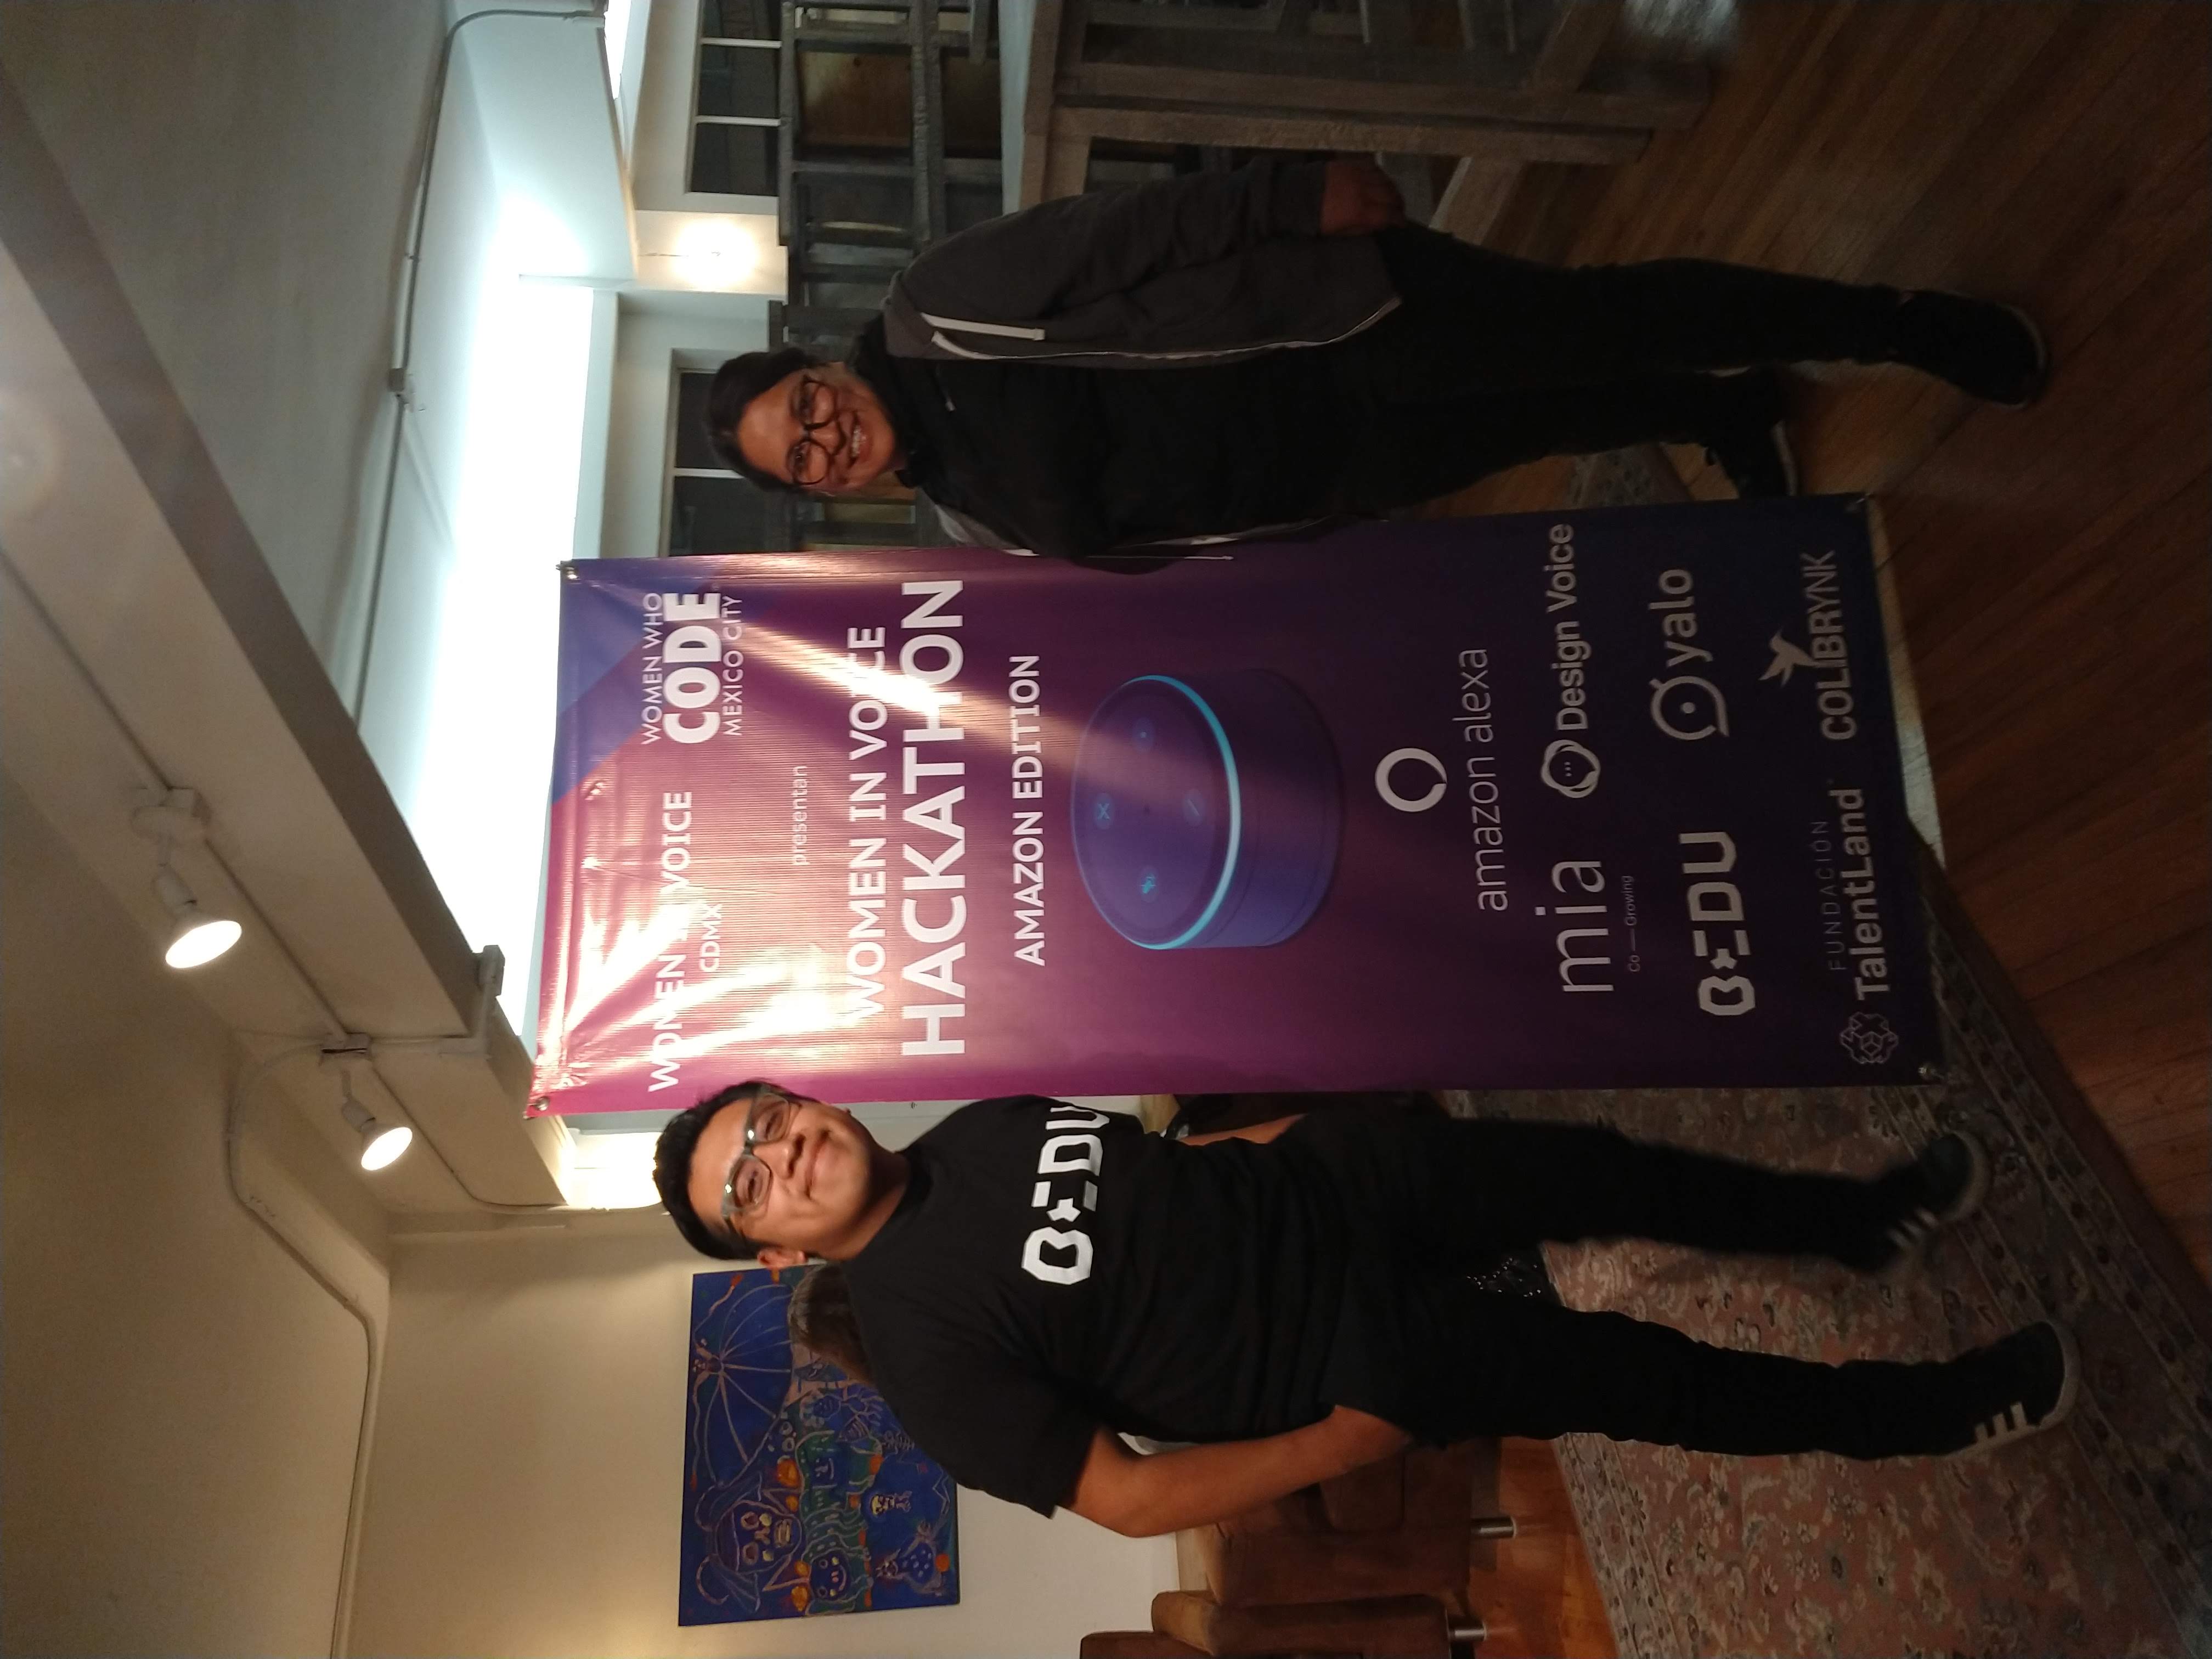 WOMEN IN VOICE
CDMX
WOMEN WHO
CODE
MEXICO CITY
presentan
WOMEN IN VOICE
HACKATHON
AMAZON EDITION
BEDU
amazon alexa
mia
Co — Growing
Design Voice
BEDU
yalo
FUNDACIÓN
TalentLand
COLIBRYNK